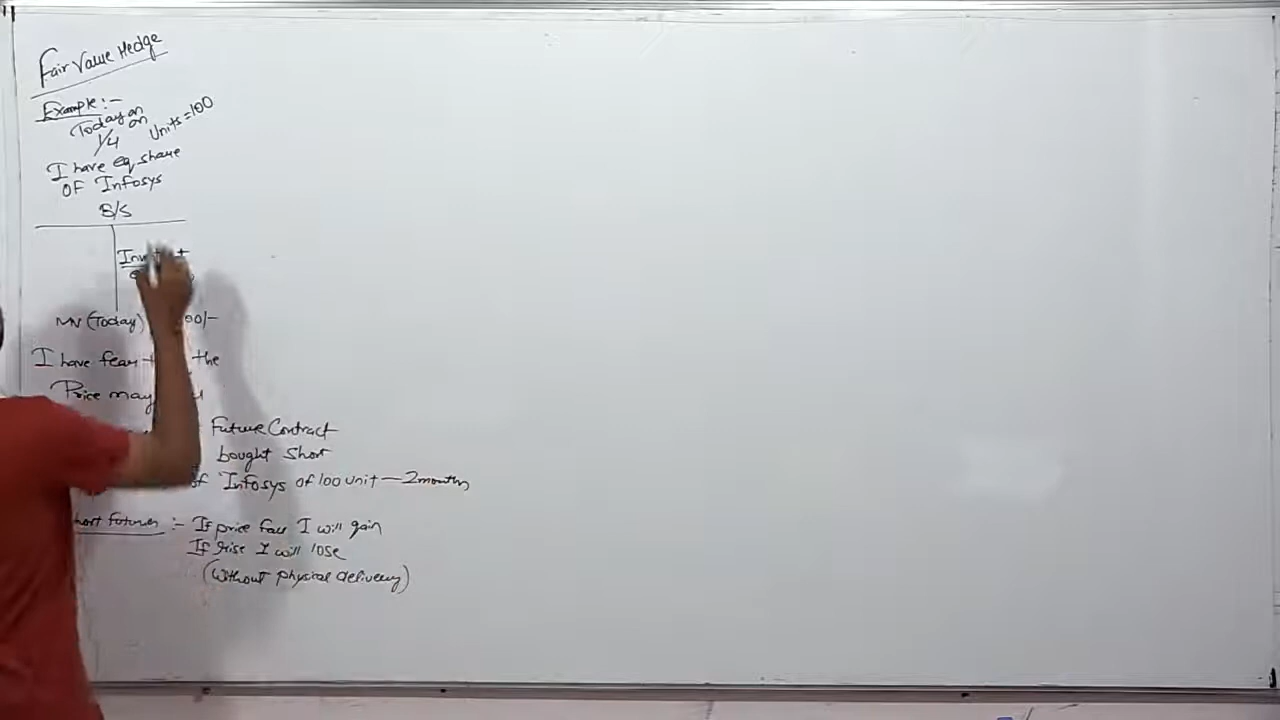 Fair Value Hedge
Example:-
Today on
1/4 on
Units=100
I have eq share
OF Infosys
B/S
MV (Today)
00/-
I have fear the
Price may
Future Contract
bought short
of Infosys of 100 unit — 2 months
hort futures :- If price fall I will gain
If rise I will lose
(Without physical delivery)